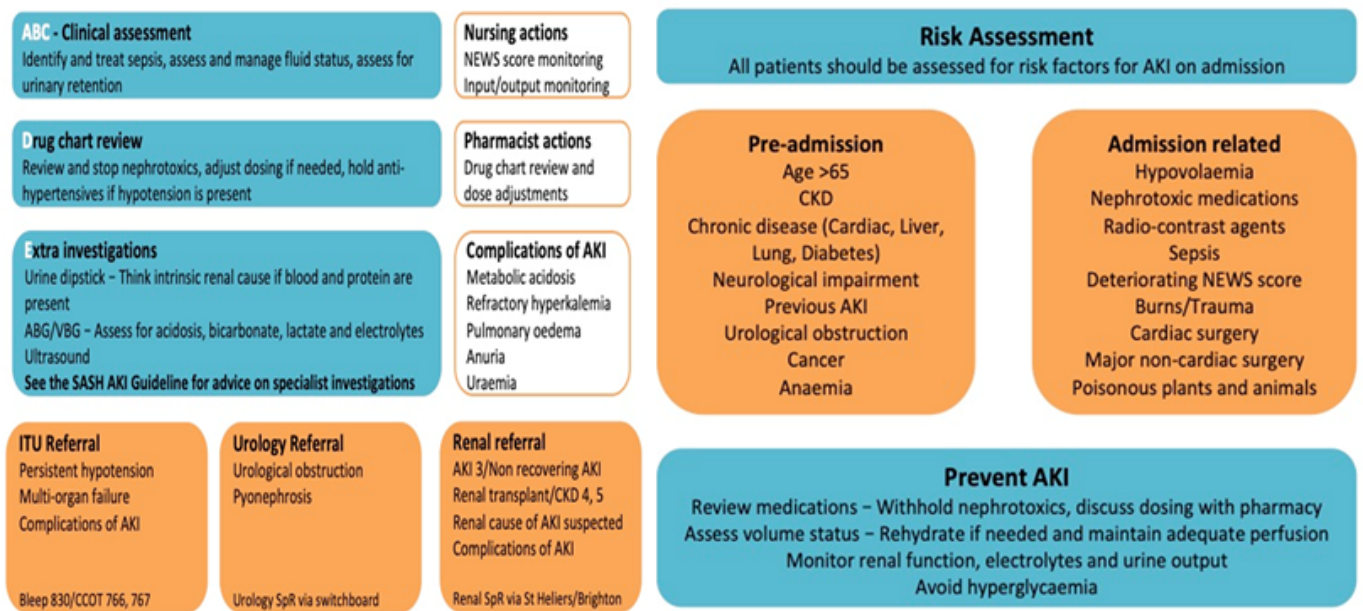 ABC - Clinical assessment
Identify and treat sepsis, assess and manage fluid status, assess for
urinary retention
Nursing actions
NEWS score monitoring
Input/output monitoring
Drug chart review
Review and stop nephrotoxics, adjust dosing if needed, hold anti-
hypertensives if hypotension is present
Pharmacist actions
Drug chart review and
dose adjustments
Extra investigations
Urine dipstick – Think intrinsic renal cause if blood and protein are
present
ABG/VBG – Assess for acidosis, bicarbonate, lactate and electrolytes
Ultrasound
See the SASH AKI Guideline for advice on specialist investigations
Complications of AKI
Metabolic acidosis
Refractory hyperkalemia
Pulmonary oedema
Anuria
Uraemia
ITU Referral
Persistent hypotension
Multi-organ failure
Complications of AKI
Bleep 830/CCOT 766, 767
Urology Referral
Urological obstruction
Pyonephrosis
Urology SpR via switchboard
Renal referral
AKI 3/Non recovering AKI
Renal transplant/CKD 4, 5
Renal cause of AKI suspected
Complications of AKI
Renal SpR via St Heliers/Brighton
Risk Assessment
All patients should be assessed for risk factors for AKI on admission
Pre-admission
Age >65
CKD
Chronic disease (Cardiac, Liver,
Lung, Diabetes)
Neurological impairment
Previous AKI
Urological obstruction
Cancer
Anaemia
Admission related
Hypovolaemia
Nephrotoxic medications
Radio-contrast agents
Sepsis
Deteriorating NEWS score
Burns/Trauma
Cardiac surgery
Major non-cardiac surgery
Poisonous plants and animals
Prevent AKI
Review medications – Withhold nephrotoxics, discuss dosing with pharmacy
Assess volume status – Rehydrate if needed and maintain adequate perfusion
Monitor renal function, electrolytes and urine output
Avoid hyperglycaemia